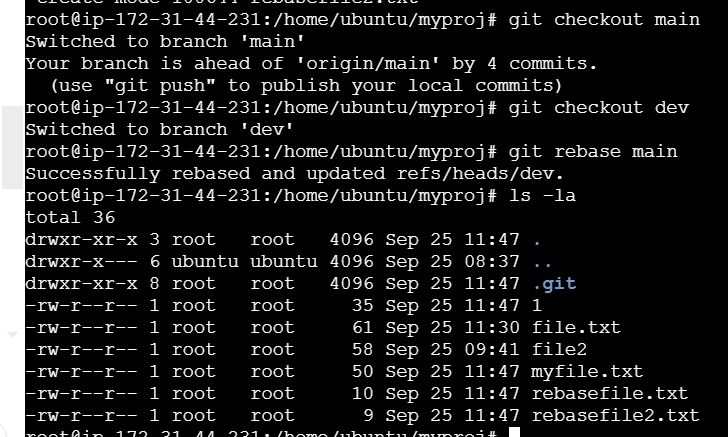 create mode 100644 rebasefile2.txt
root@ip-172-31-44-231:/home/ubuntu/myproj# git checkout main
Switched to branch 'main'
Your branch is ahead of 'origin/main' by 4 commits.
  (use "git push" to publish your local commits)
root@ip-172-31-44-231:/home/ubuntu/myproj# git checkout dev
Switched to branch 'dev'
root@ip-172-31-44-231:/home/ubuntu/myproj# git rebase main
Successfully rebased and updated refs/heads/dev.
root@ip-172-31-44-231:/home/ubuntu/myproj# ls -la
total 36
drwxr-xr-x 3 root   root   4096 Sep 25 11:47 .
drwxr-x--- 6 ubuntu ubuntu 4096 Sep 25 08:37 ..
drwxr-xr-x 8 root   root   4096 Sep 25 11:47 .git
-rw-r--r-- 1 root   root     35 Sep 25 11:47 1
-rw-r--r-- 1 root   root     61 Sep 25 11:30 file.txt
-rw-r--r-- 1 root   root     58 Sep 25 09:41 file2
-rw-r--r-- 1 root   root     50 Sep 25 11:47 myfile.txt
-rw-r--r-- 1 root   root     10 Sep 25 11:47 rebasefile.txt
-rw-r--r-- 1 root   root      9 Sep 25 11:47 rebasefile2.txt
root@ip-172-31-44-231:/home/ubuntu/myproj#